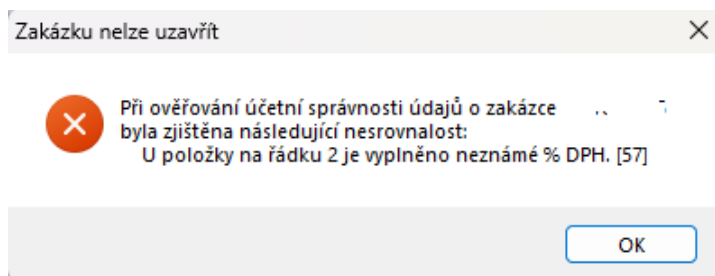 Zakázku nelze uzavřít
Při ověřování účetní správnosti údajů o zakázce
byla zjištěna následující nesrovnalost:
U položky na řádku 2 je vyplněno neznámé % DPH. [57]
OK